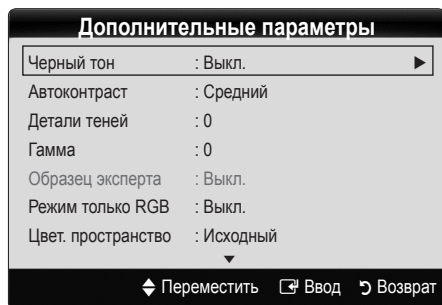 Дополнительные параметры
Черный тон : Выкл.
Автоконтраст : Средний
Детали теней : 0
Гамма : 0
Образец эксперта : Выкл.
Режим только RGB : Выкл.
Цвет. пространство : Исходный
Переместить Ввод Возврат